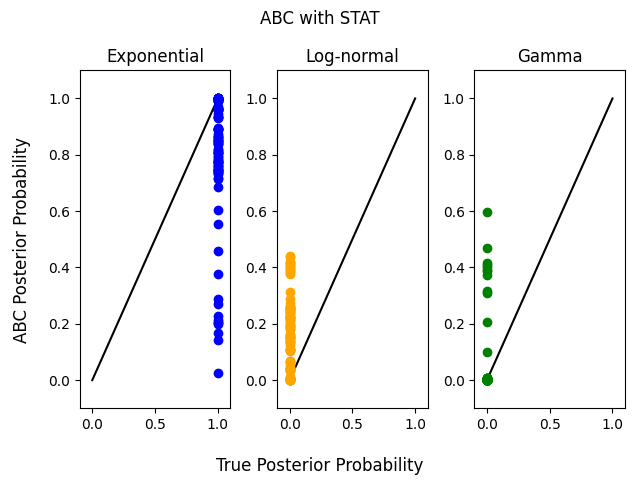 ABC with STAT
Exponential Log-normal Gamma
ABC Posterior Probability
1.0 1.0 1.0
0.8 0.8 0.8
0.6 0.6 0.6
0.4 0.4 0.4
0.2 0.2 0.2
0.0 0.0 0.0
0.0 0.5 1.0 0.0 0.5 1.0 0.0 0.5 1.0
True Posterior Probability